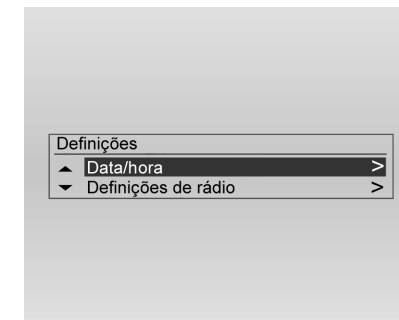 Definições
Data/hora >
Definições de rádio >